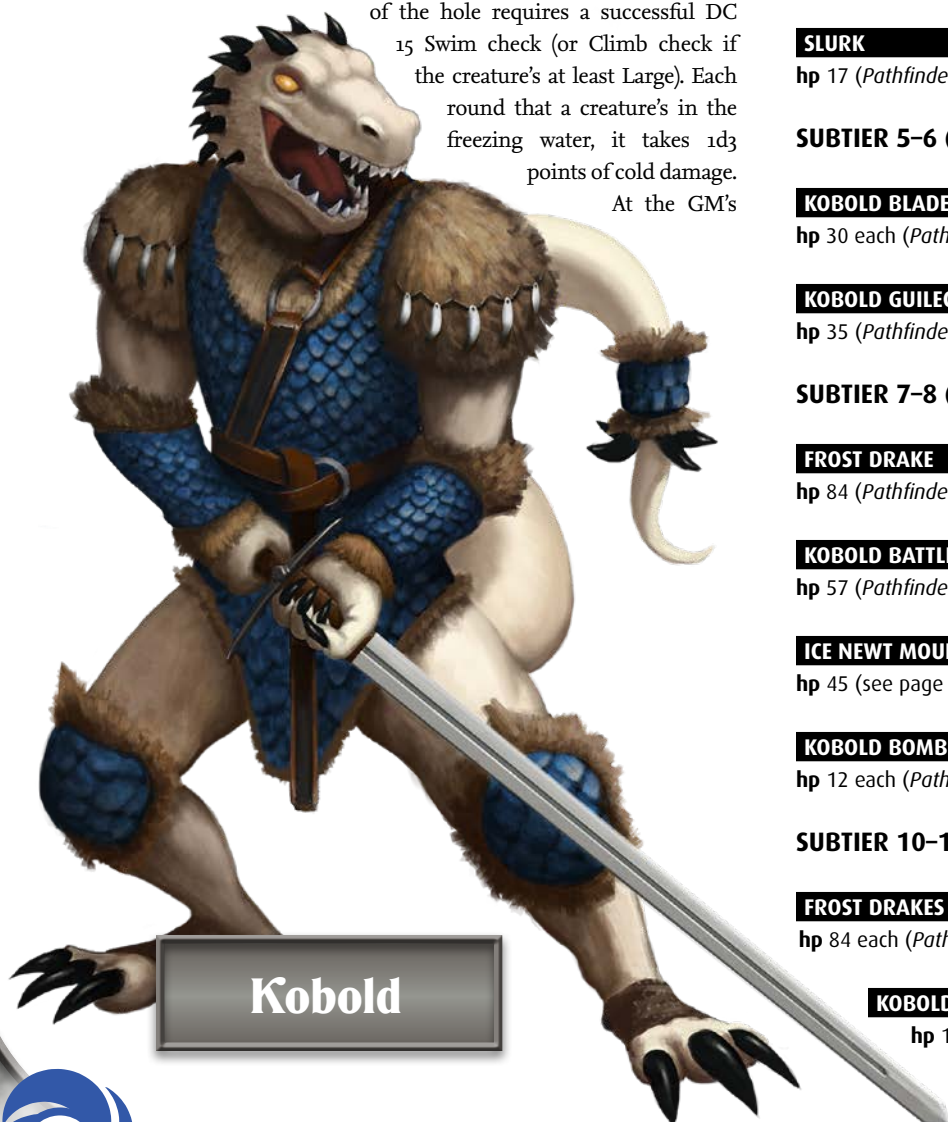 of the hole requires a successful DC
15 Swim check (or Climb check if
the creature's at least Large). Each
round that a creature's in the
freezing water, it takes 1d3
points of cold damage.
At the GM's
Kobold
SLURK
hp 17 (Pathfinde
SUBTIER 5–6 (
KOBOLD BLADE
hp 30 each (Path
KOBOLD GUILE
hp 35 (Pathfinde
SUBTIER 7–8 (
FROST DRAKE
hp 84 (Pathfinde
KOBOLD BATTL
hp 57 (Pathfinde
ICE NEWT MOU
hp 45 (see page
KOBOLD BOMB
hp 12 each (Path
SUBTIER 10–1
FROST DRAKES
hp 84 each (Path
KOBOLD
hp 1